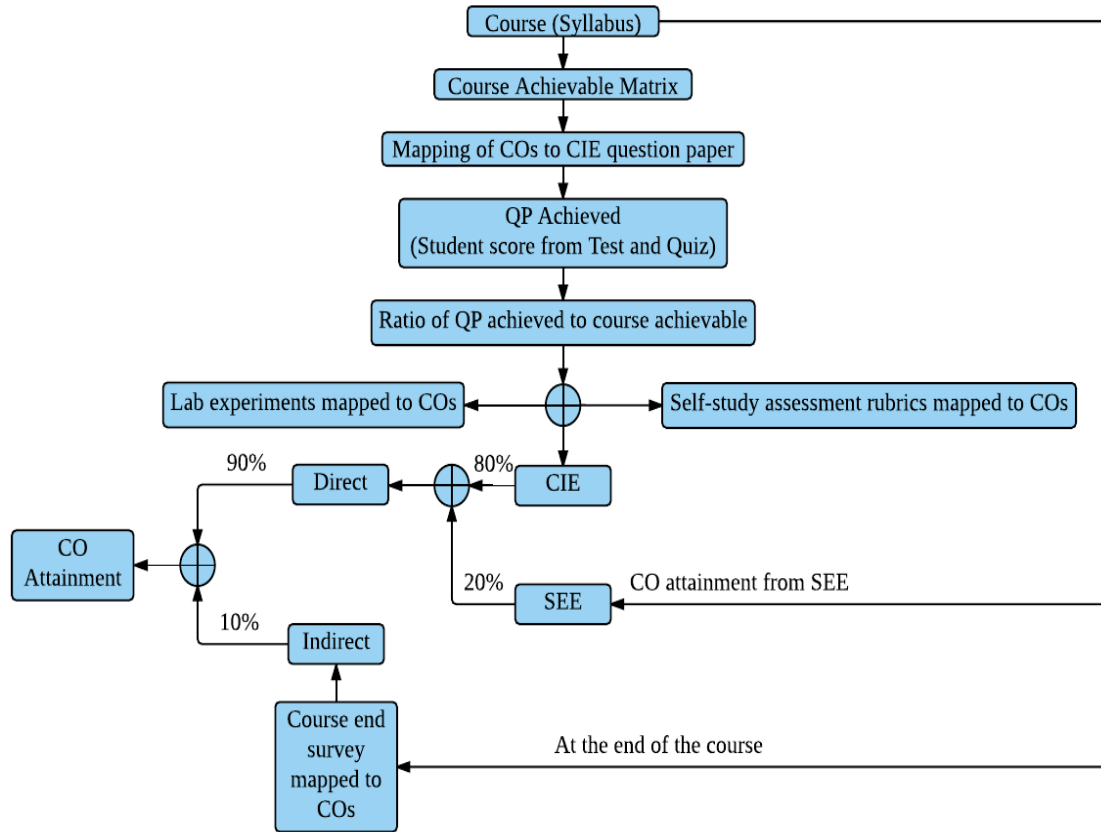 Course (Syllabus)
Course Achievable Matrix
Mapping of COs to CIE question paper
QP Achieved
(Student score from Test and Quiz)
Ratio of QP achieved to course achievable
Lab experiments mapped to COs
Self-study assessment rubrics mapped to COs
90%
Direct
80%
CIE
CO
Attainment
20%
SEE
CO attainment from SEE
10%
Indirect
Course end
survey
mapped to
COs
At the end of the course